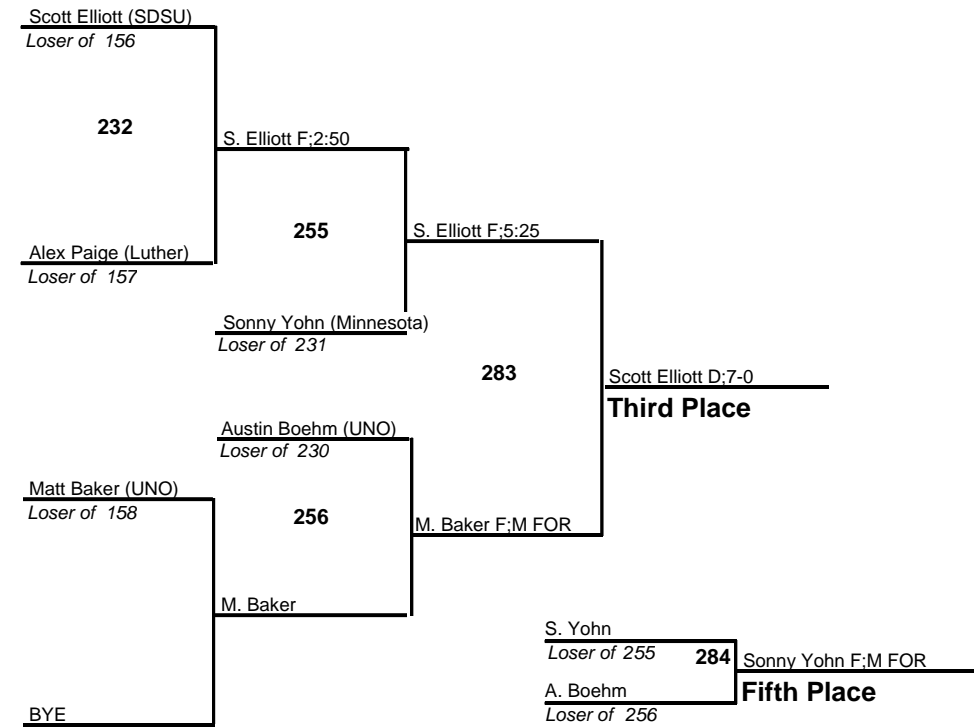 Scott Elliott (SDSU)
Loser of 156
232
S. Elliott F;2:50
Alex Paige (Luther)
Loser of 157
255
S. Elliott F;5:25
Sonny Yohn (Minnesota)
Loser of 231
283
Scott Elliott D;7-0
Third Place
Austin Boehm (UNO)
Loser of 230
Matt Baker (UNO)
Loser of 158
256
M. Baker F;M FOR
M. Baker
BYE
S. Yohn
Loser of 255
284
Sonny Yohn F;M FOR
Fifth Place
A. Boehm
Loser of 256